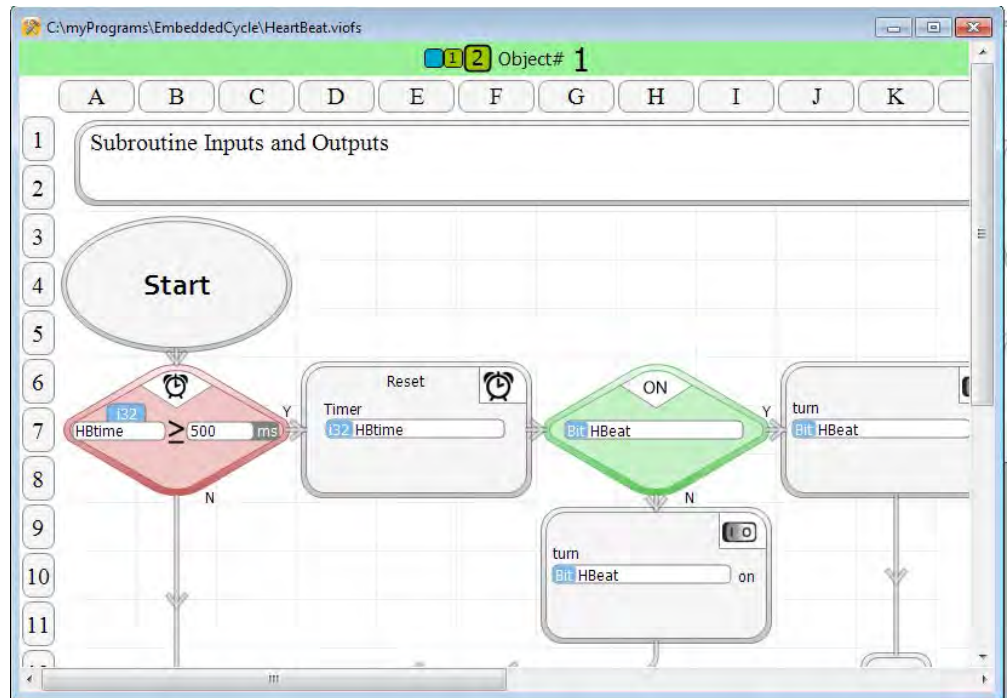 C:\myPrograms\EmbeddedCycle\HeartBeat.viofs
1 2 Object# 1
A B C D E F G H I J K
1
Subroutine Inputs and Outputs
2
3
4
Start
5
6
Reset
ON
i32
Y
Timer
Y
turn
7
HBtime ≥ 500 ms
i32 HBtime
Bit HBeat
Bit HBeat
8
N
N
9
I O
turn
10
Bit HBeat on
11